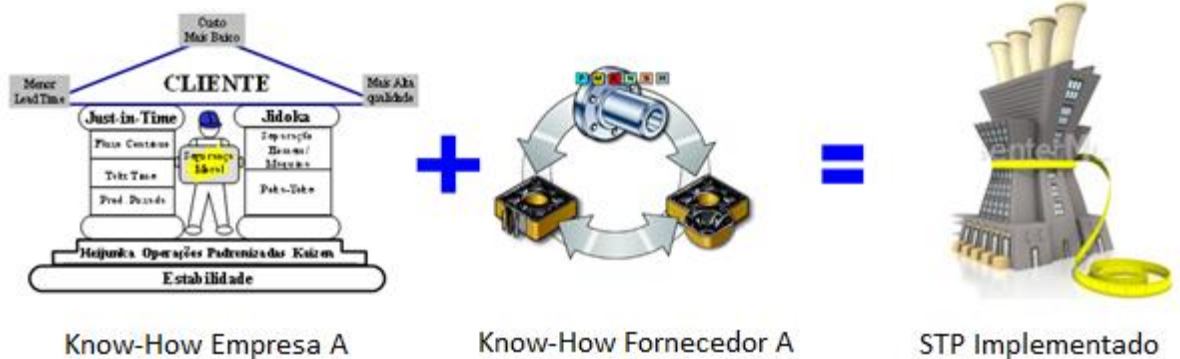 Custo
Mais Baixo
Menor
Lead Time
CLIENTE
Mais Alta
qualidade
Just-in-Time
Jidoka
Fluxo Contínuo
Takt Time
Prod. Puxada
Segurança
Moral
Separação
Homem/
Máquina
Poka-Yoke
Heijunka Operações Padronizadas Kaizen
Estabilidade
P M K N S H
Know-How Empresa A
Know-How Fornecedor A
STP Implementado